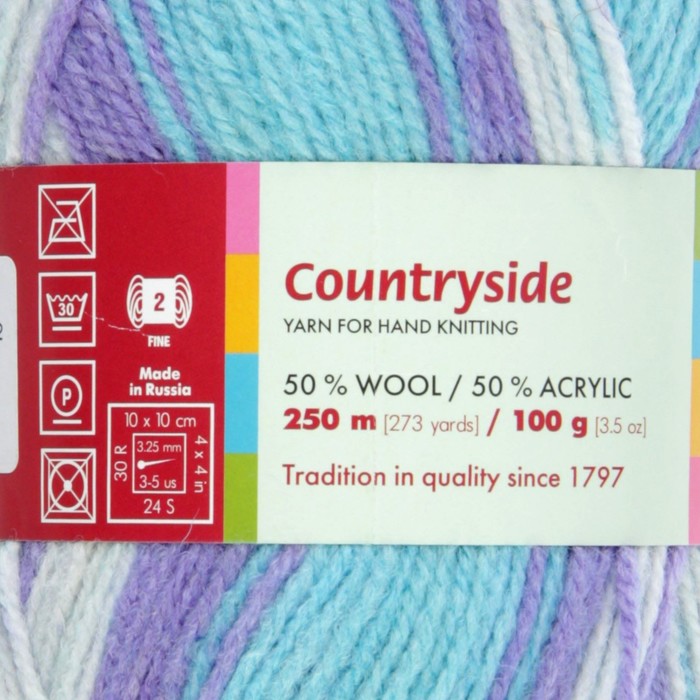 30
P
2
FINE
Made
in Russia
10 x 10 cm
30 R
3.25 mm
3-5 us
4 x 4 in
24 S
Countryside
YARN FOR HAND KNITTING
50 % WOOL / 50 % ACRYLIC
250 m [273 yards] / 100 g [3.5 oz]
Tradition in quality since 1797